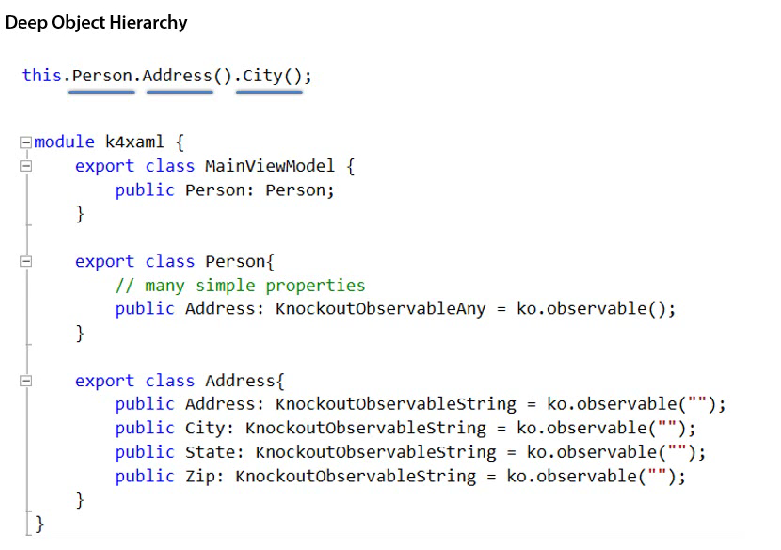 Deep Object Hierarchy
this.Person.Address().City();
module k4xaml {
export class MainViewModel {
public Person: Person;
}
export class Person{
// many simple properties
public Address: KnockoutObservableAny = ko.observable();
}
export class Address{
public Address: KnockoutObservableString = ko.observable("");
public City: KnockoutObservableString = ko.observable("");
public State: KnockoutObservableString = ko.observable("");
public Zip: KnockoutObservableString = ko.observable("");
}
}